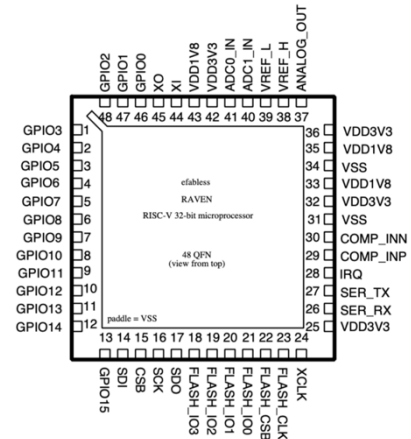 GPIO2
GPIO1
GPIO0
XO
XI
VDD1V8
VDD3V3
ADC0_IN
ADC1_IN
VREF_L
VREF_H
ANALOG_OUT
48 47 46 45 44 43 42 41 40 39 38 37
GPIO3 1
GPIO4 2
GPIO5 3
GPIO6 4
GPIO7 5
GPIO8 6
GPIO9 7
GPIO10 8
GPIO11 9
GPIO12 10
GPIO13 11
GPIO14 12
efabless
RAVEN
RISC-V 32-bit microprocessor
48 QFN
(view from top)
paddle = VSS
36 VDD3V3
35 VDD1V8
34 VSS
33 VDD1V8
32 VDD3V3
31 VSS
30 COMP_INN
29 COMP_INP
28 IRQ
27 SER_TX
26 SER_RX
25 VDD3V3
13 14 15 16 17 18 19 20 21 22 23 24
GPIO15
SDI
CSB
SCK
SDO
FLASH_IO3
FLASH_IO2
FLASH_IO1
FLASH_IO0
FLASH_CSB
FLASH_CLK
XCLK